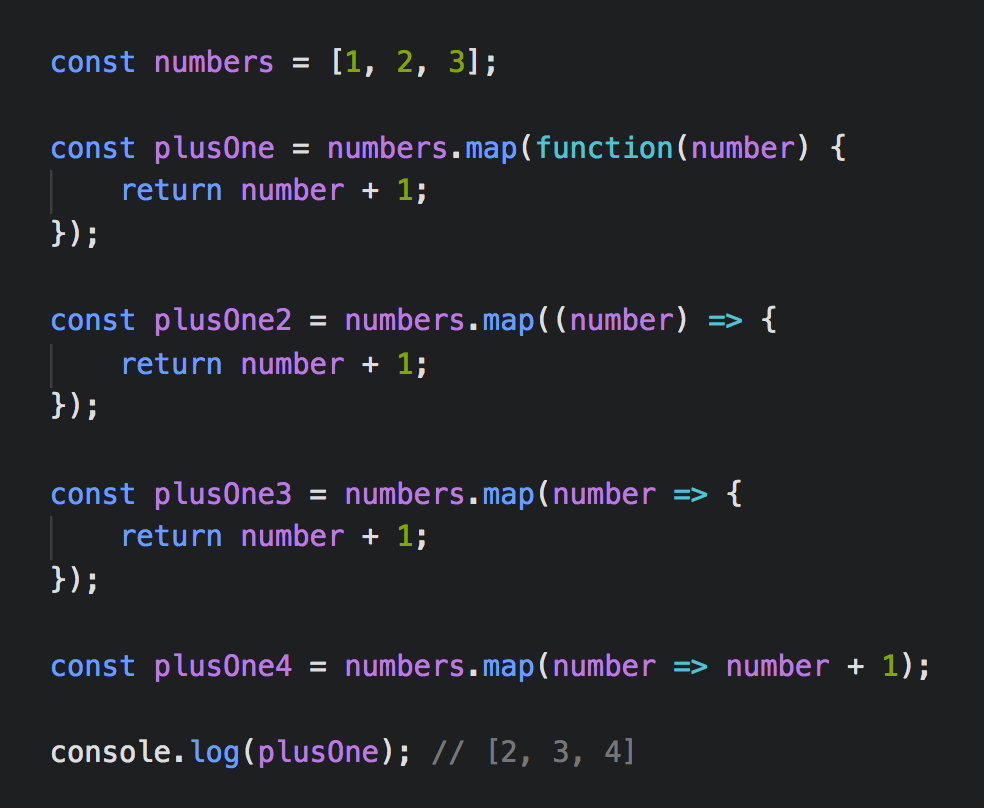 const numbers = [1, 2, 3];
const plusOne = numbers.map(function(number) {
    return number + 1;
});
const plusOne2 = numbers.map((number) => {
    return number + 1;
});
const plusOne3 = numbers.map(number => {
    return number + 1;
});
const plusOne4 = numbers.map(number => number + 1);
console.log(plusOne); // [2, 3, 4]